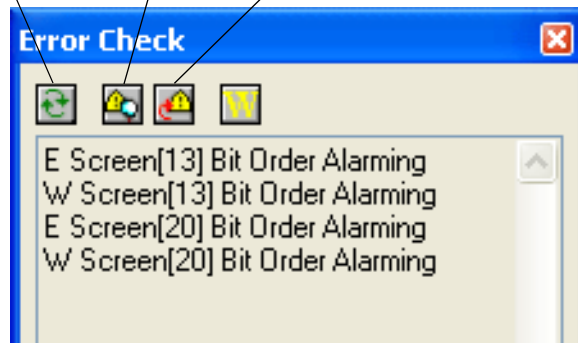 Error Check
W
E Screen[13] Bit Order Alarming
W Screen[13] Bit Order Alarming
E Screen[20] Bit Order Alarming
W Screen[20] Bit Order Alarming